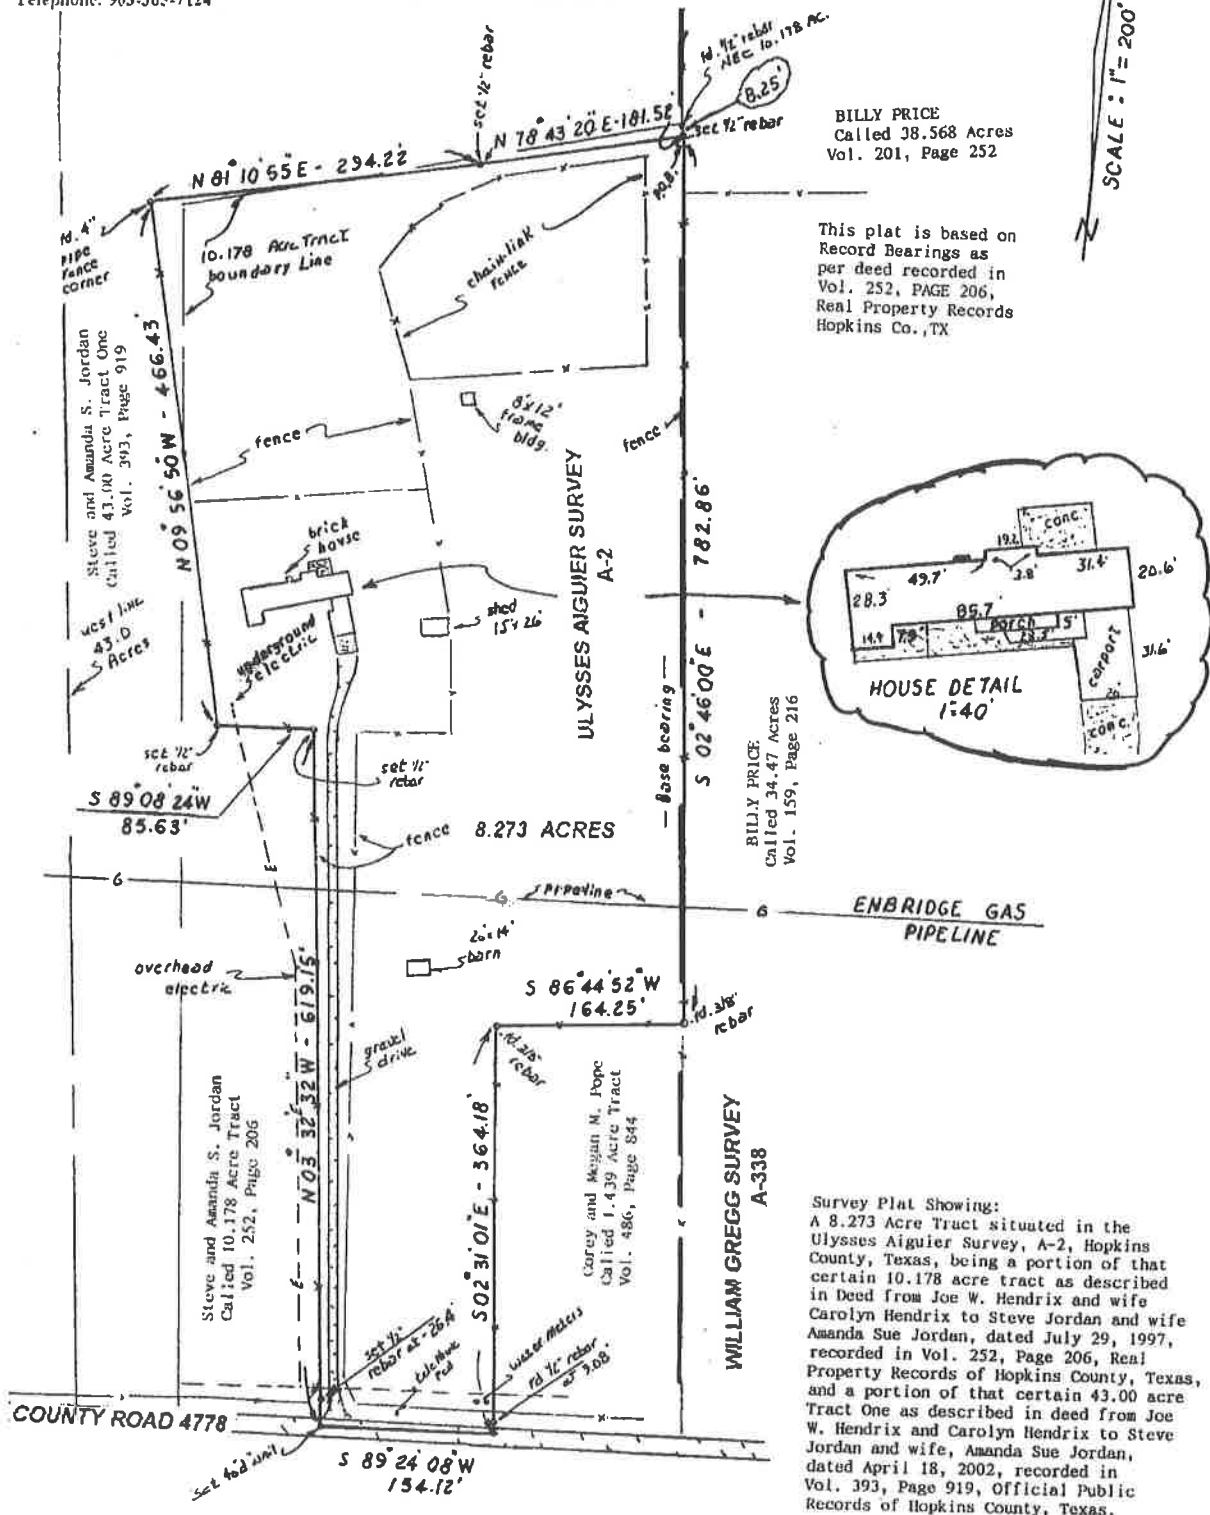 set 1/2" rebar
fd. 1/2" rebar
NEC 10.178 AC.
8.25'
set 1/2" rebar
SCALE : 1"= 200'
N 81° 10' 55" E - 294.22'
N 78° 43' 20" E - 181.52'
P.O.B.
BILLY PRICE
Called 38.568 Acres
Vol. 201, Page 252
fd. 4"
pipe
fence
corner
10.178 Acre Tract
boundary Line
chain-link
fence
This plat is based on
Record Bearings as
per deed recorded in
Vol. 252, PAGE 206,
Real Property Records
Hopkins Co.,TX
Steve and Amanda S. Jordan
Called 43.00 Acre Tract One
Vol. 393, Page 919
N 09° 56' 50" W - 466.43'
west line
43.0
Acres
fence
8'x12'
frame
bldg.
fence
brick
house
underground
electric
shed
15'x26'
ULYSSES AIGUIER SURVEY
A-2
Base bearing
S 02° 46' 00" E - 782.86'
conc.
19.2
49.7'
3.8'
31.4'
20.6'
28.3'
85.7'
14.4'
Porch
5'
carport
31.6'
conc.
HOUSE DETAIL
1"=40'
set 1/2"
rebar
set 1/2"
rebar
S 89° 08' 24" W
85.63'
fence
8.273 ACRES
BILLY PRICE
Called 34.47 Acres
Vol. 159, Page 216
G
G
pipeline
G
ENBRIDGE GAS
PIPELINE
overhead
electric
E
20'x14'
barn
S 86° 44' 52" W
164.25'
fd. 3/8"
rebar
fd. 3/8"
rebar
N 03° 32' 32" W - 619.15'
gravel
drive
Steve and Amanda S. Jordan
Called 10.178 Acre Tract
Vol. 252, Page 206
E
S 02° 31' 01" E - 364.18'
Corey and Megan M. Pope
Called 1.439 Acre Tract
Vol. 486, Page 844
WILLIAM GREGG SURVEY
A-338
set 1/2"
rebar at - 26.4'
water meters
fd 1/2" rebar
COUNTY ROAD 4778
set 40d nail
S 89° 24' 08" W
154.12'
Survey Plat Showing:
A 8.273 Acre Tract situated in the
Ulysses Aiguier Survey, A-2, Hopkins
County, Texas, being a portion of that
certain 10.178 acre tract as described
in Deed from Joe W. Hendrix and wife
Carolyn Hendrix to Steve Jordan and wife
Amanda Sue Jordan, dated July 29, 1997,
recorded in Vol. 252, Page 206, Real
Property Records of Hopkins County, Texas,
and a portion of that certain 43.00 acre
Tract One as described in deed from Joe
W. Hendrix and Carolyn Hendrix to Steve
Jordan and wife, Amanda Sue Jordan,
dated April 18, 2002, recorded in
Vol. 393, Page 919, Official Public
Records of Hopkins County, Texas.